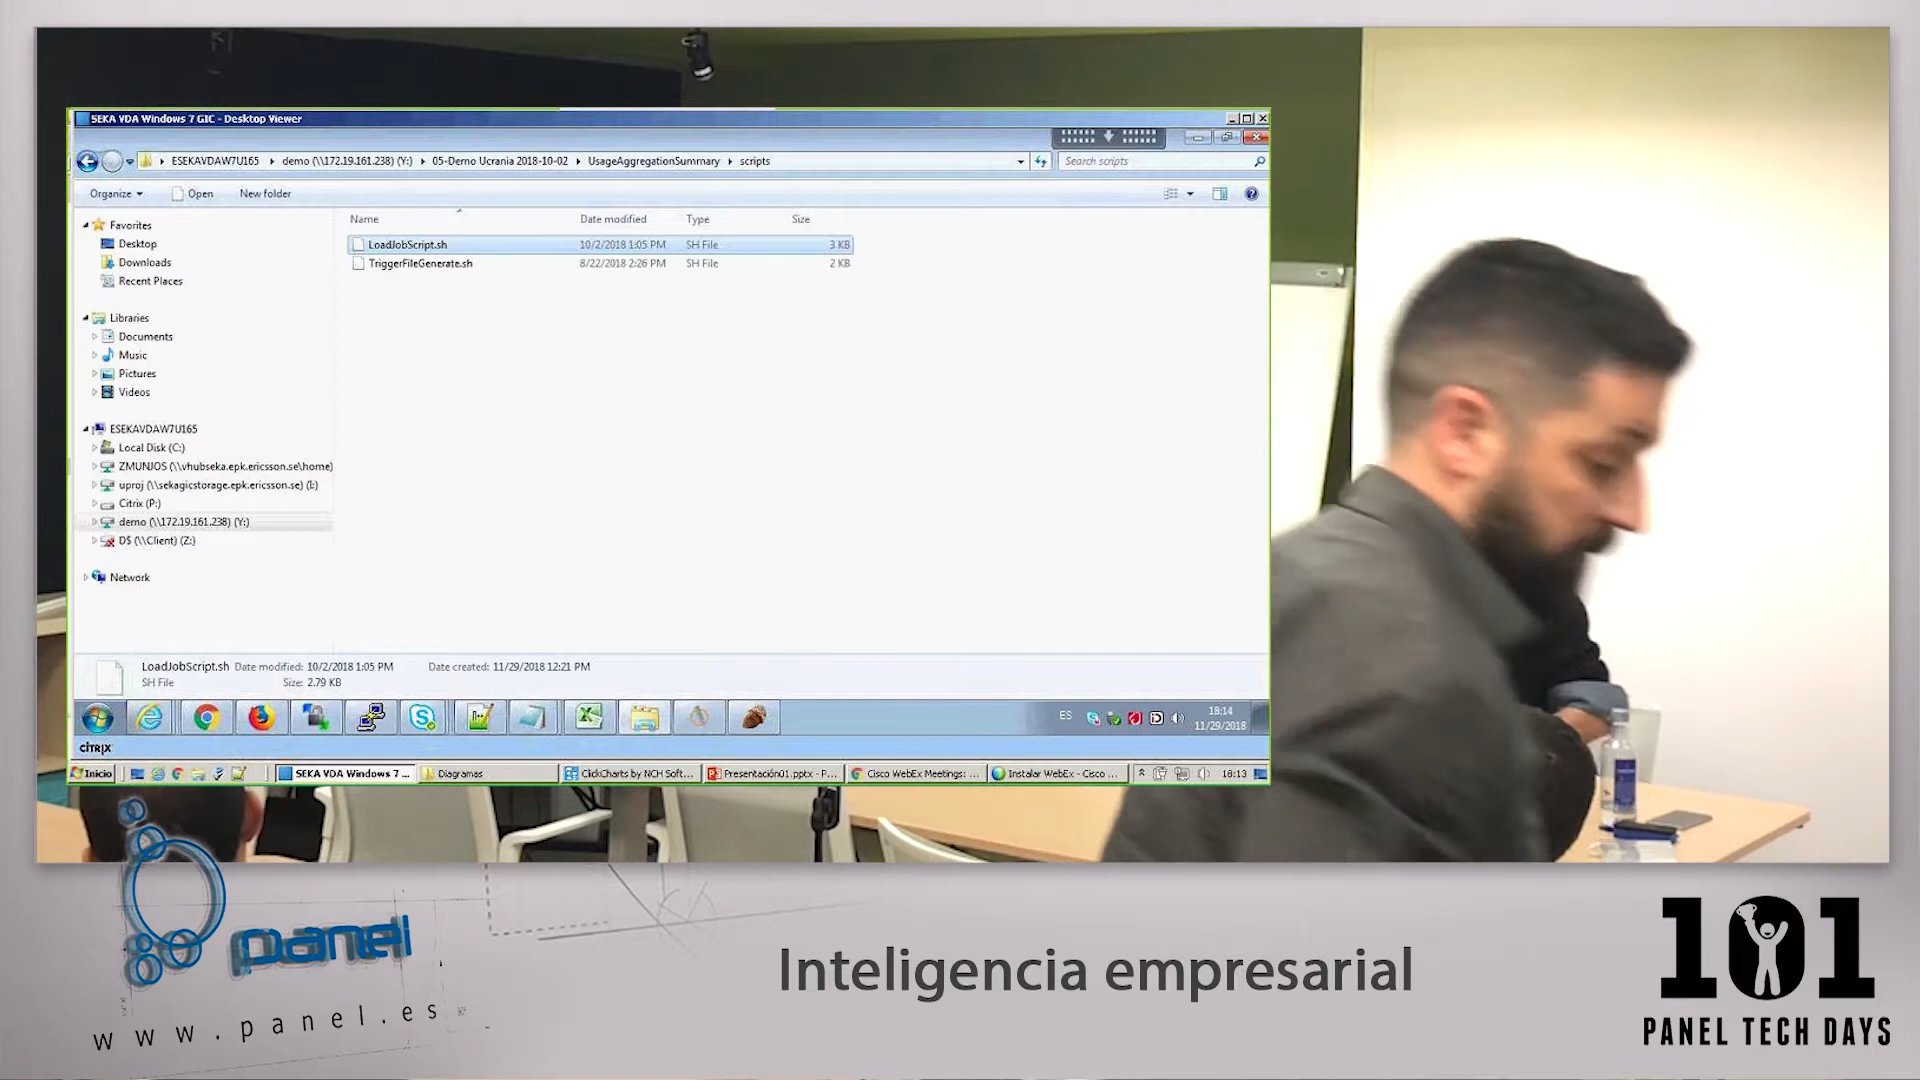 SEKA VDA Windows 7 GIC - Desktop Viewer
ESEKAVDAW7U165 demo (\\172.19.161.238) (Y:) 05-Demo Ucrania 2018-10-02 UsageAggregationSummary scripts
Search scripts
Organize Open New folder
Name Date modified Type Size
LoadJobScript.sh 10/2/2018 1:05 PM SH File 3 KB
TriggerFileGenerate.sh 8/22/2018 2:26 PM SH File 2 KB
Favorites
Desktop
Downloads
Recent Places
Libraries
Documents
Music
Pictures
Videos
ESEKAVDAW7U165
Local Disk (C:)
ZMUNJOS (\\vhubseka.epk.ericsson.se\home)
uproj (\\sekagicstorage.epk.ericsson.se) (I:)
Citrix (P:)
demo (\\172.19.161.238) (Y:)
D$ (\\Client) (Z:)
Network
LoadJobScript.sh Date modified: 10/2/2018 1:05 PM Date created: 11/29/2018 12:21 PM
SH File Size: 2.79 KB
ES
18:14
11/29/2018
CITRIX
Inicio SEKA VDA Windows 7 ... Diagramas ClickCharts by NCH Soft... Presentación01.pptx - P... Cisco WebEx Meetings: ... Instalar WebEx - Cisco ... 18:13
panel
www.panel.es
Inteligencia empresarial
101
PANEL TECH DAYS